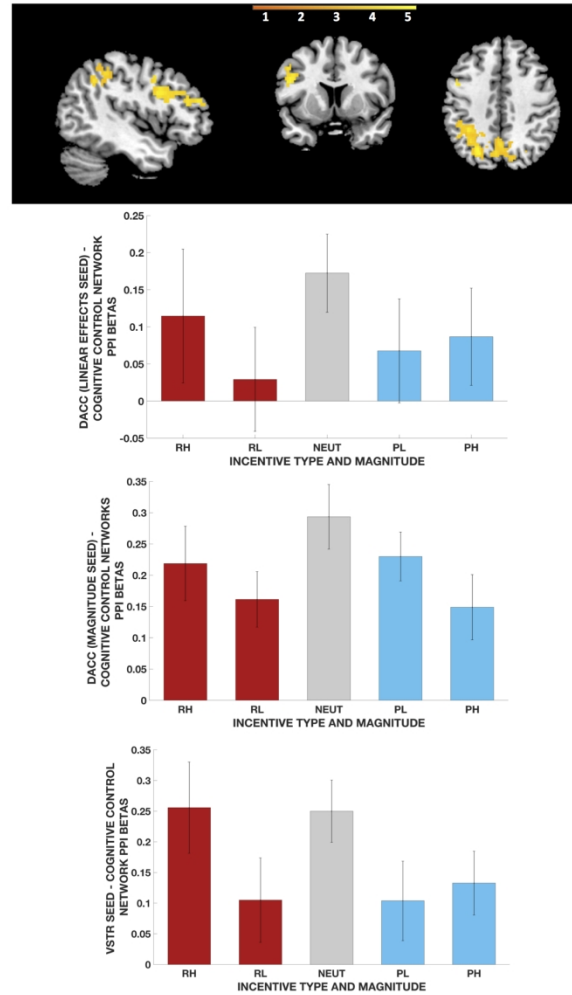 1 2 3 4 5
DACC (LINEAR EFFECTS SEED) -
COGNITIVE CONTROL NETWORK
PPI BETAS
0.25
0.2
0.15
0.1
0.05
0
-0.05
RH RL NEUT PL PH
INCENTIVE TYPE AND MAGNITUDE
DACC (MAGNITUDE SEED) -
COGNITIVE CONTROL NETWORKS
PPI BETAS
0.35
0.3
0.25
0.2
0.15
0.1
0.05
0
RH RL NEUT PL PH
INCENTIVE TYPE AND MAGNITUDE
VSTR SEED - COGNITIVE CONTROL
NETWORK PPI BETAS
0.35
0.3
0.25
0.2
0.15
0.1
0.05
0
RH RL NEUT PL PH
INCENTIVE TYPE AND MAGNITUDE